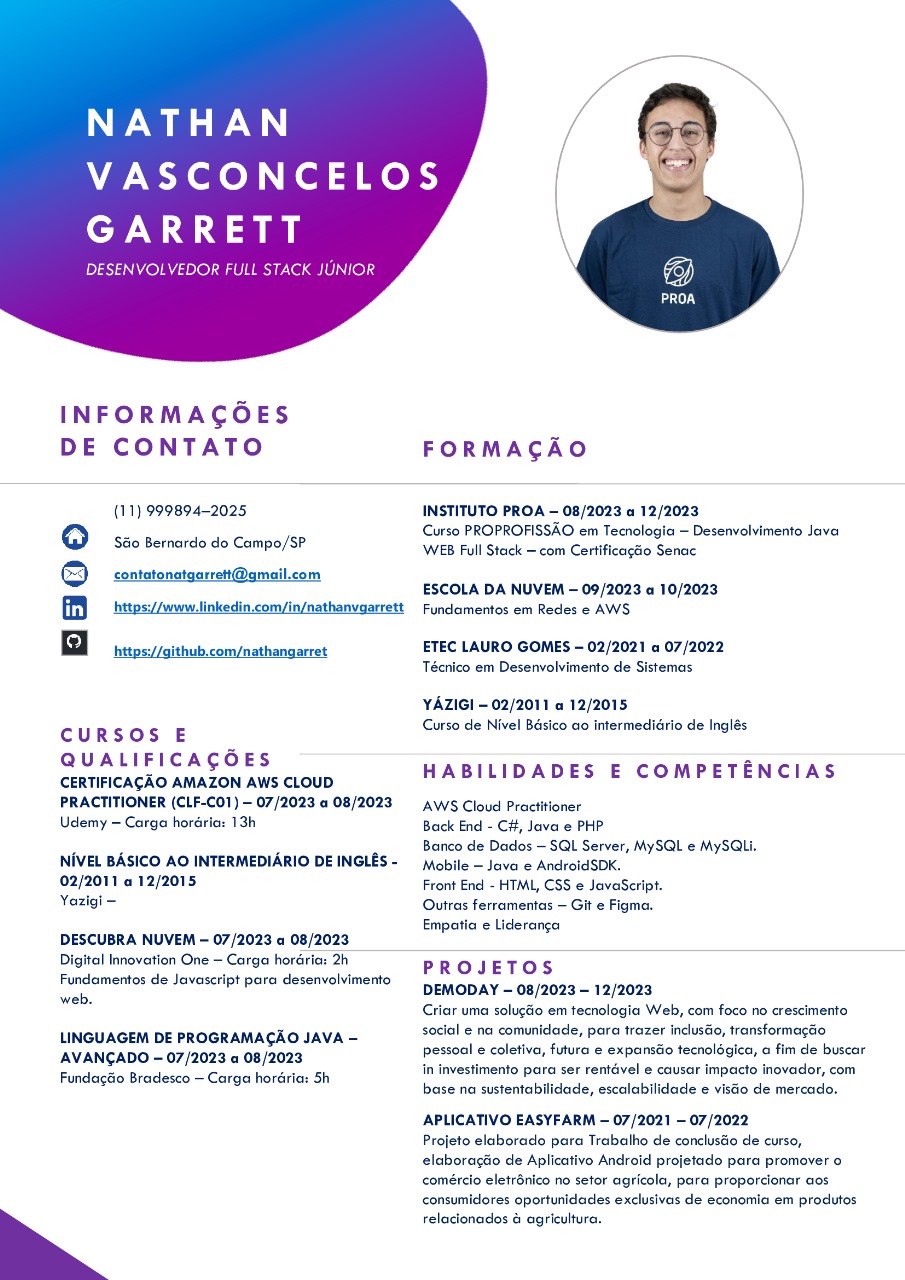 NATHAN
VASCONCELOS
GARRETT
DESENVOLVEDOR FULL STACK JÚNIOR
PROA
INFORMAÇÕES
DE CONTATO
(11) 999894–2025
São Bernardo do Campo/SP
contatonatgarrett@gmail.com
in
https://www.linkedin.com/in/nathanvgarrett
https://github.com/nathangarret
CURSOS E
QUALIFICAÇÕES
CERTIFICAÇÃO AMAZON AWS CLOUD
PRACTITIONER (CLF-C01) – 07/2023 a 08/2023
Udemy – Carga horária: 13h
NÍVEL BÁSICO AO INTERMEDIÁRIO DE INGLÊS -
02/2011 a 12/2015
Yazigi –
DESCUBRA NUVEM – 07/2023 a 08/2023
Digital Innovation One – Carga horária: 2h
Fundamentos de Javascript para desenvolvimento
web.
LINGUAGEM DE PROGRAMAÇÃO JAVA –
AVANÇADO – 07/2023 a 08/2023
Fundação Bradesco – Carga horária: 5h
FORMAÇÃO
INSTITUTO PROA – 08/2023 a 12/2023
Curso PROPROFISSÃO em Tecnologia – Desenvolvimento Java
WEB Full Stack – com Certificação Senac
ESCOLA DA NUVEM – 09/2023 a 10/2023
Fundamentos em Redes e AWS
ETEC LAURO GOMES – 02/2021 a 07/2022
Técnico em Desenvolvimento de Sistemas
YÁZIGI – 02/2011 a 12/2015
Curso de Nível Básico ao intermediário de Inglês
HABILIDADES E COMPETÊNCIAS
AWS Cloud Practitioner
Back End - C#, Java e PHP
Banco de Dados – SQL Server, MySQL e MySQLi.
Mobile – Java e AndroidSDK.
Front End - HTML, CSS e JavaScript.
Outras ferramentas – Git e Figma.
Empatia e Liderança
PROJETOS
DEMODAY – 08/2023 – 12/2023
Criar uma solução em tecnologia Web, com foco no crescimento
social e na comunidade, para trazer inclusão, transformação
pessoal e coletiva, futura e expansão tecnológica, a fim de buscar
in investimento para ser rentável e causar impacto inovador, com
base na sustentabilidade, escalabilidade e visão de mercado.
APLICATIVO EASYFARM – 07/2021 – 07/2022
Projeto elaborado para Trabalho de conclusão de curso,
elaboração de Aplicativo Android projetado para promover o
comércio eletrônico no setor agrícola, para proporcionar aos
consumidores oportunidades exclusivas de economia em produtos
relacionados à agricultura.